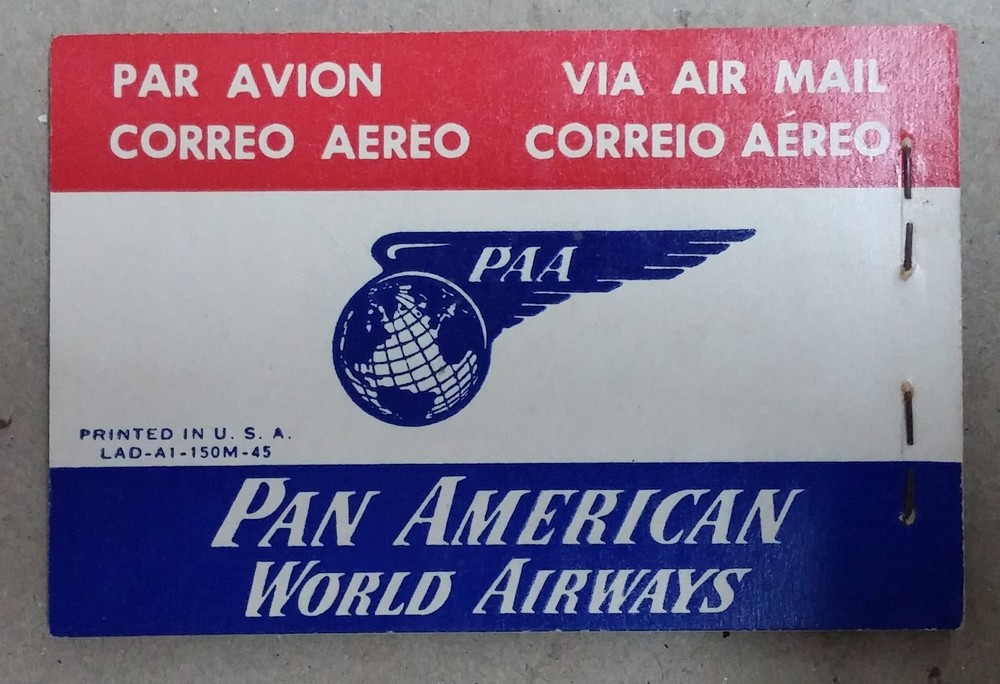 PAR AVION VIA AIR MAIL
CORREO AEREO CORREIO AÉREO
PAA
PRINTED IN U. S. A.
LAD-A1-150M-45
PAN AMERICAN
WORLD AIRWAYS